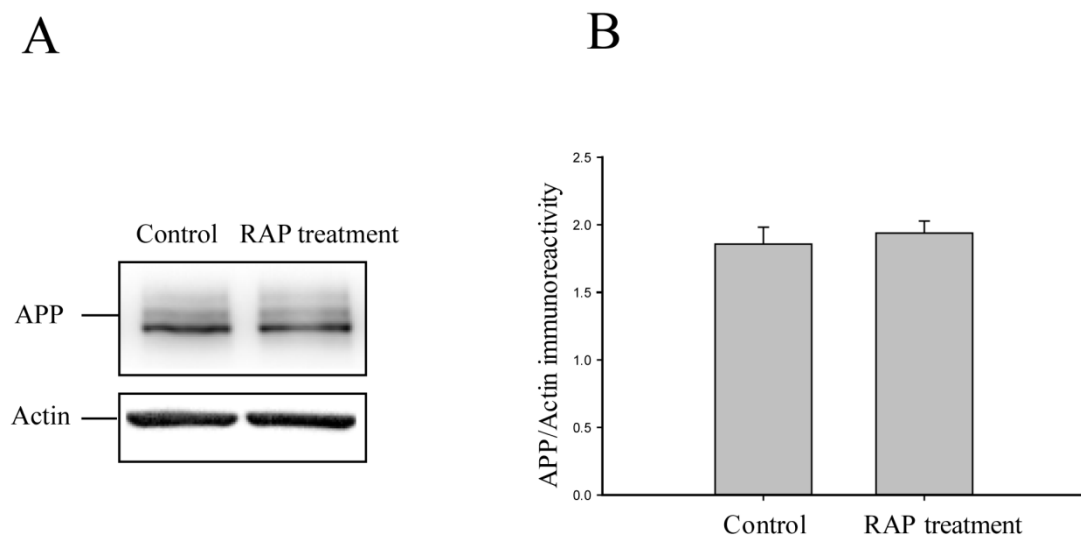 A
Control RAP treatment
APP
Actin
B
APP/Actin immunoreactivity
2.5
2.0
1.5
1.0
0.5
0.0
Control RAP treatment